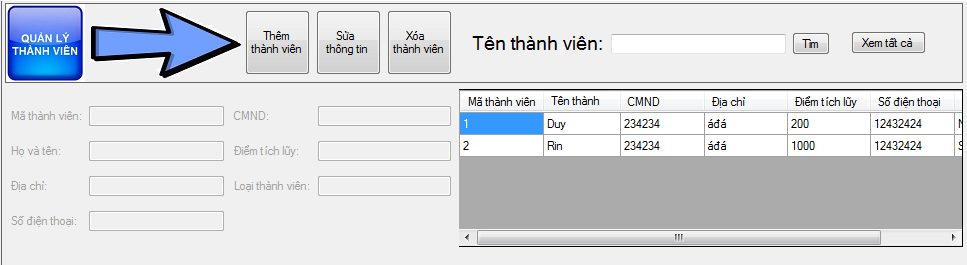 QUẢN LÝ
THÀNH VIÊN
Thêm
thành viên
Sửa
thông tin
Xóa
thành viên
Tên thành viên:
Tìm
Xem tất cả
Mã thành viên:
CMND:
Họ và tên:
Điểm tích lũy:
Địa chỉ:
Loại thành viên:
Số điện thoại:
Mã thành viên Tên thành CMND Địa chỉ Điểm tích lũy Số điện thoại
1 Duy 234234 áđá 200 12432424
2 Rin 234234 áđá 1000 12432424